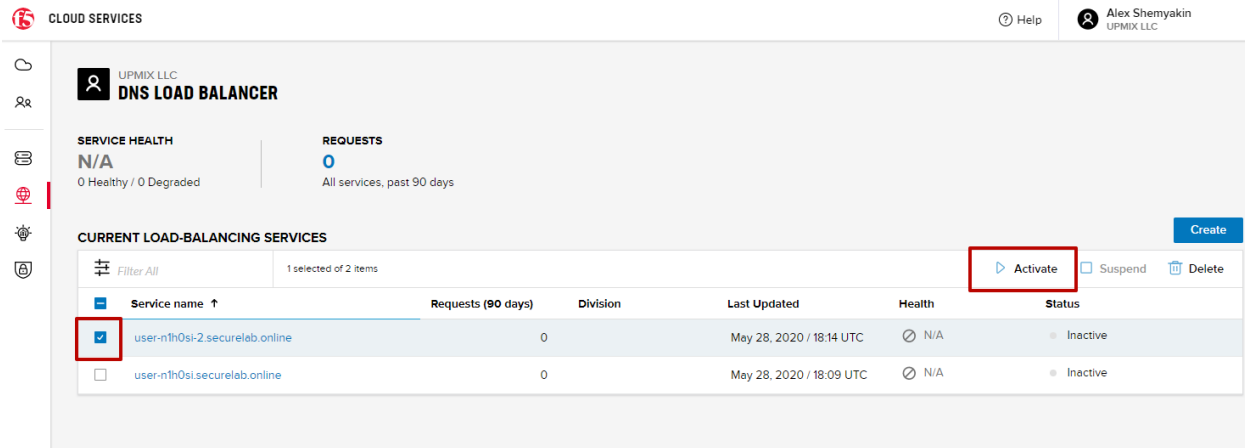 f5 CLOUD SERVICES
Help
Alex Shemyakin
UPMIX LLC
UPMIX LLC
DNS LOAD BALANCER
SERVICE HEALTH
N/A
0 Healthy / 0 Degraded
REQUESTS
0
All services, past 90 days
CURRENT LOAD-BALANCING SERVICES
Create
Filter All
1 selected of 2 items
Activate
Suspend
Delete
Service name ↑ Requests (90 days) Division Last Updated Health Status
user-n1h0si-2.securelab.online 0 May 28, 2020 / 18:14 UTC N/A Inactive
user-n1h0si.securelab.online 0 May 28, 2020 / 18:09 UTC N/A Inactive